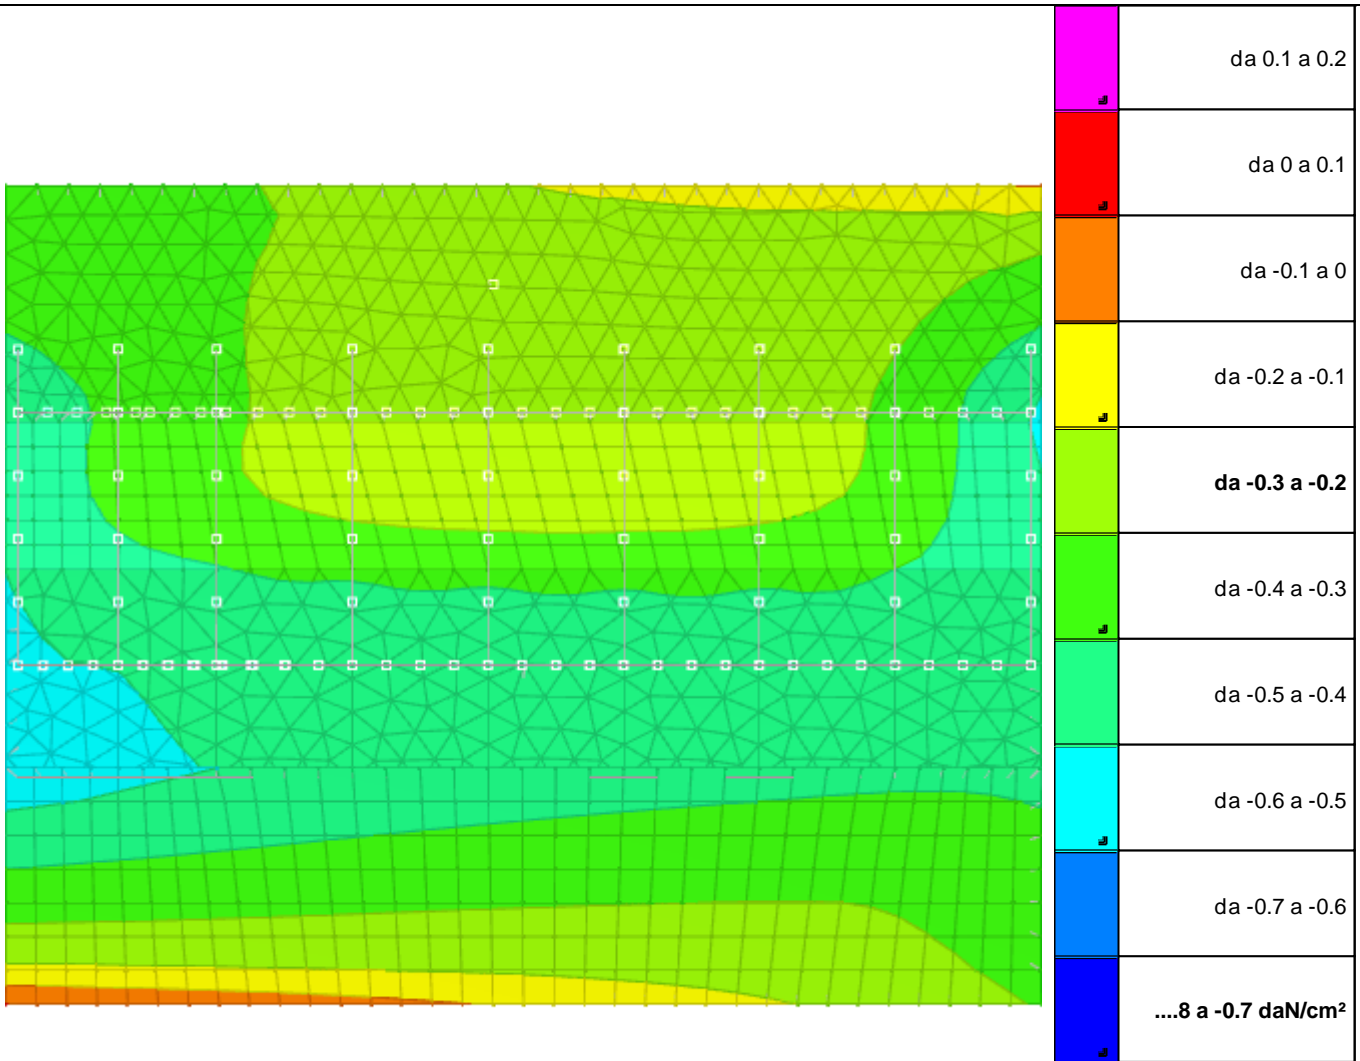 da 0.1 a 0.2
da 0 a 0.1
da -0.1 a 0
da -0.2 a -0.1
da -0.3 a -0.2
da -0.4 a -0.3
da -0.5 a -0.4
da -0.6 a -0.5
da -0.7 a -0.6
....8 a -0.7 daN/cm²